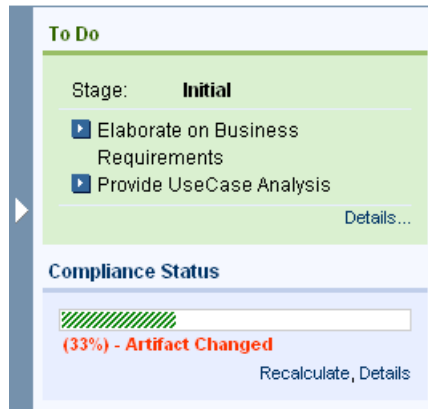 To Do
Stage: Initial
Elaborate on Business
Requirements
Provide UseCase Analysis
Details...
Compliance Status
(33%) - Artifact Changed
Recalculate, Details